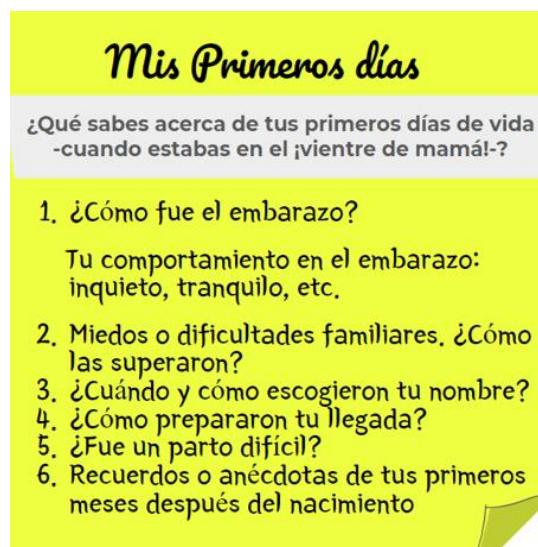 Mis Primeros días
¿Qué sabes acerca de tus primeros días de vida
-cuando estabas en el ¡vientre de mamá!-?
1. ¿Cómo fue el embarazo?
Tu comportamiento en el embarazo:
inquieto, tranquilo, etc.
2. Miedos o dificultades familiares. ¿Cómo
las superaron?
3. ¿Cuándo y cómo escogieron tu nombre?
4. ¿Cómo prepararon tu llegada?
5. ¿Fue un parto difícil?
6. Recuerdos o anécdotas de tus primeros
meses después del nacimiento